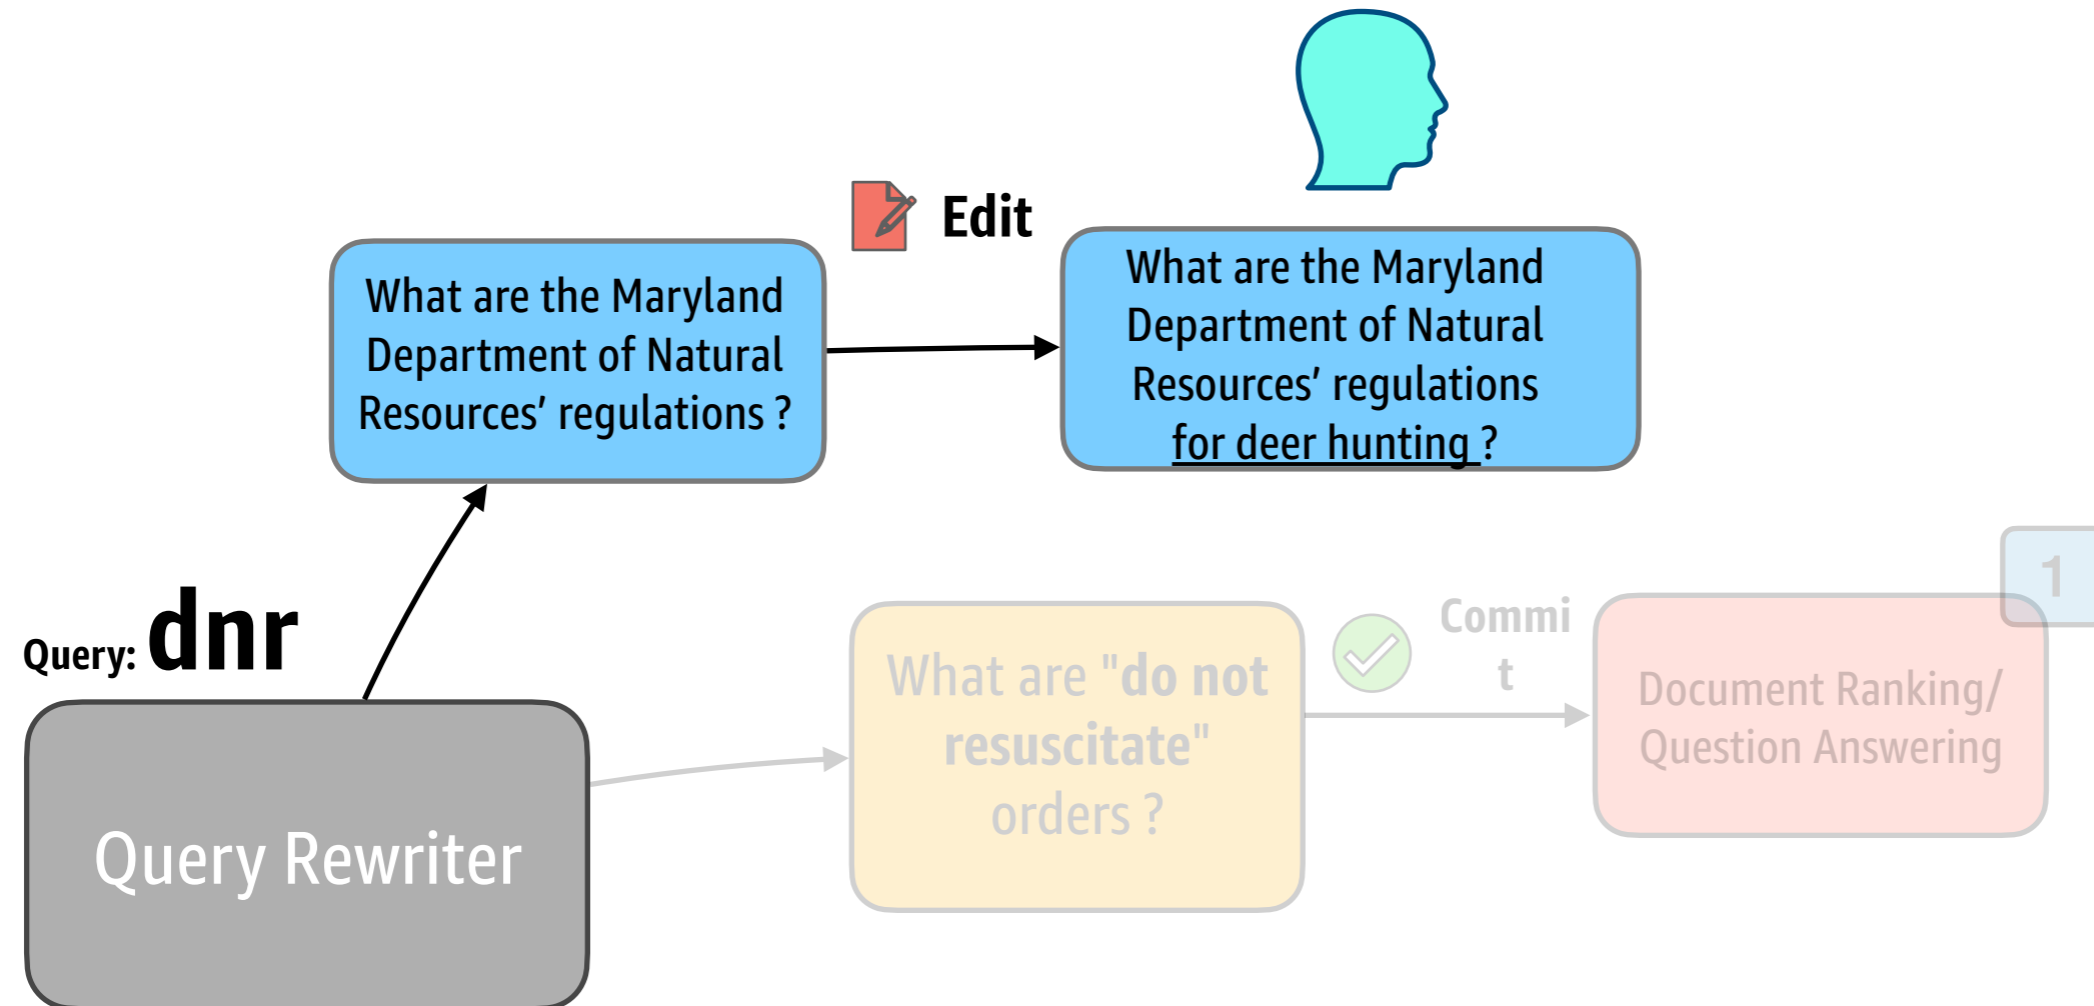 Edit
What are the Maryland
Department of Natural
Resources’ regulations ?
What are the Maryland
Department of Natural
Resources’ regulations
for deer hunting ?
Query: dnr
Query Rewriter
What are "do not
resuscitate"
orders ?
Commi
t
Document Ranking/
Question Answering
1